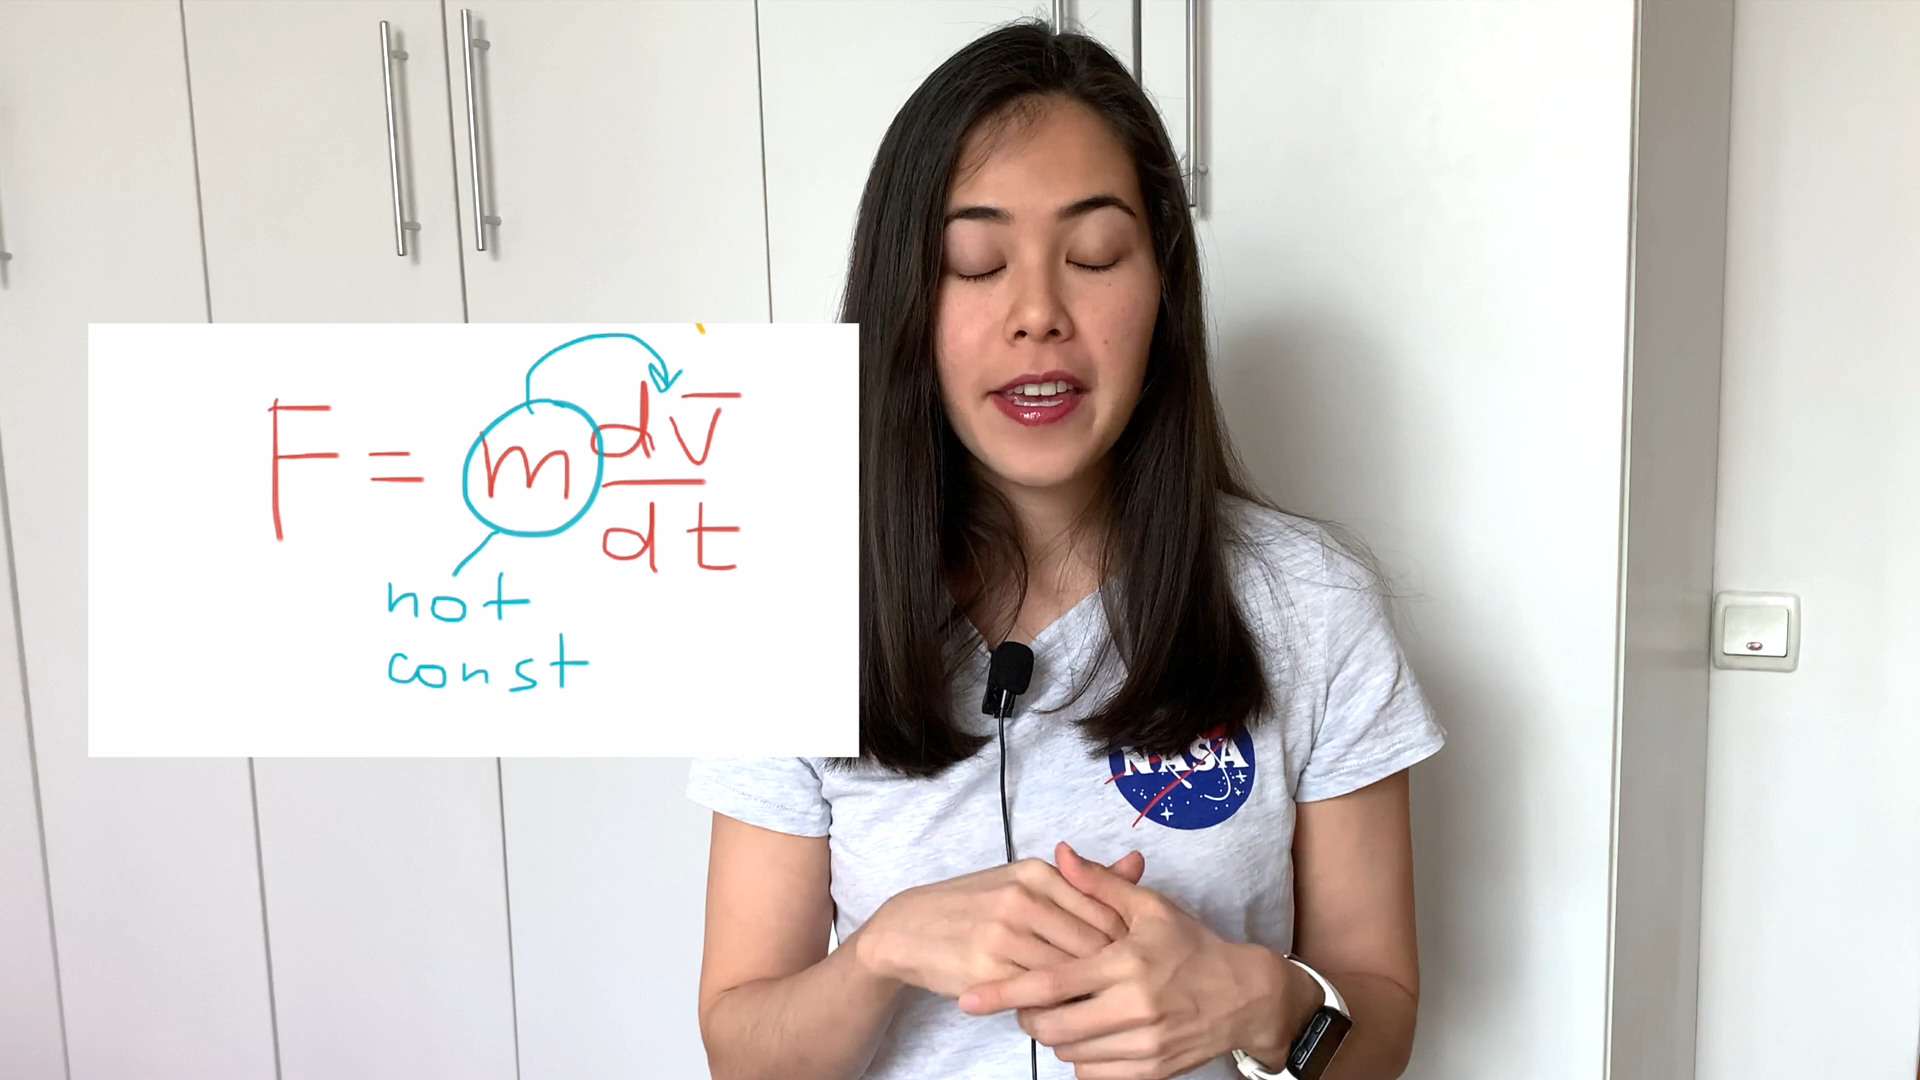 F = m dv̅/dt
not
const
NASA